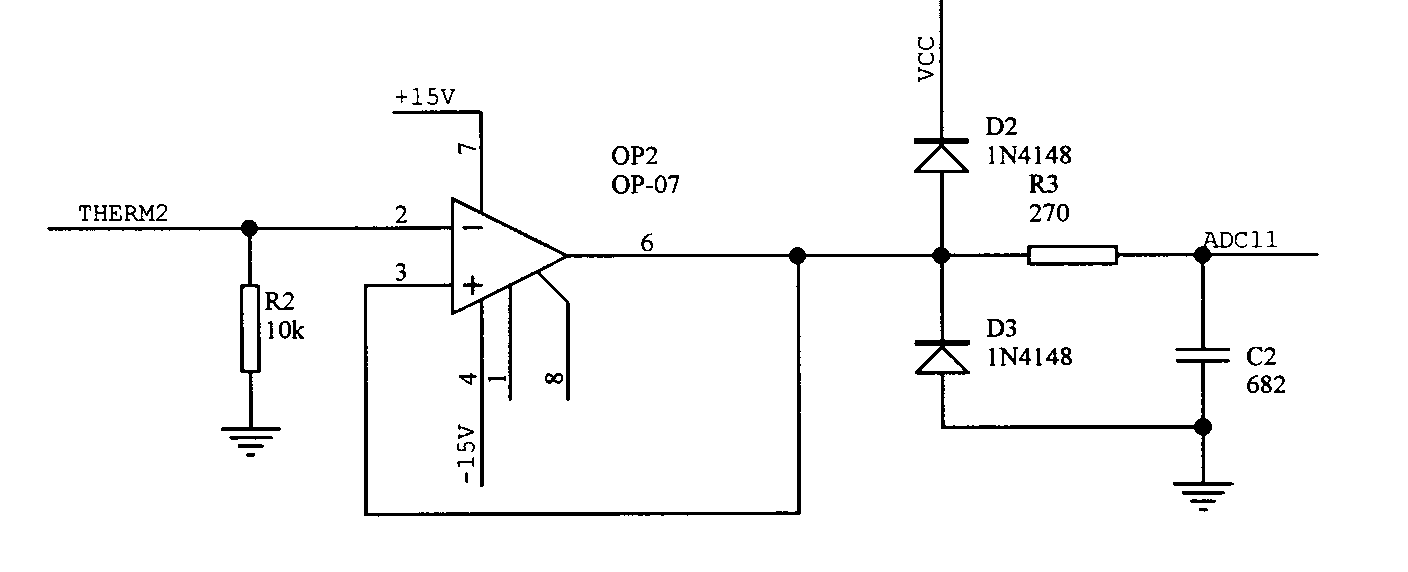 VCC
+15V
7
OP2
OP-07
D2
1N4148
R3
270
THERM2
2
−
6
ADC11
3
+
R2
10k
4
1
8
-15V
D3
1N4148
C2
682